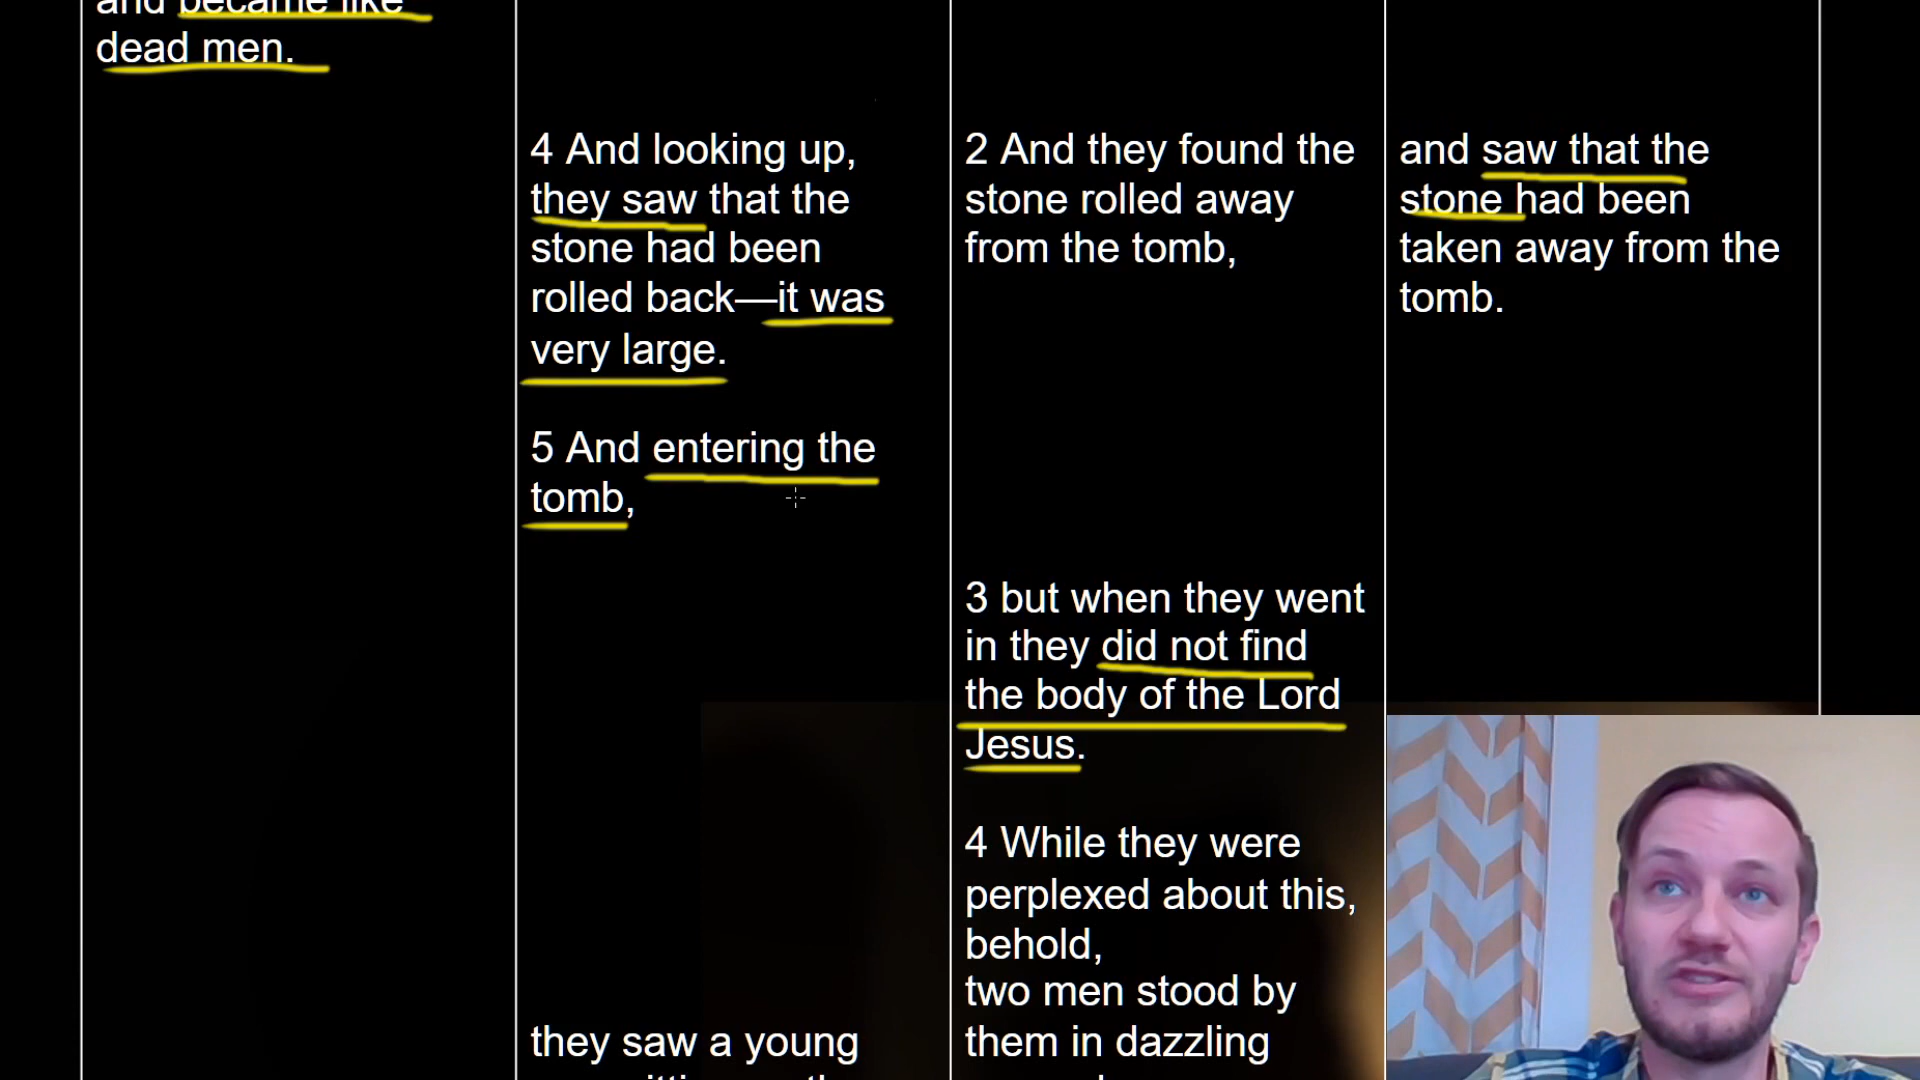 and became like
dead men.
4 And looking up,
they saw that the
stone had been
rolled back—it was
very large.
5 And entering the
tomb,
they saw a young
2 And they found the
stone rolled away
from the tomb,
3 but when they went
in they did not find
the body of the Lord
Jesus.
4 While they were
perplexed about this,
behold,
two men stood by
them in dazzling
and saw that the
stone had been
taken away from the
tomb.